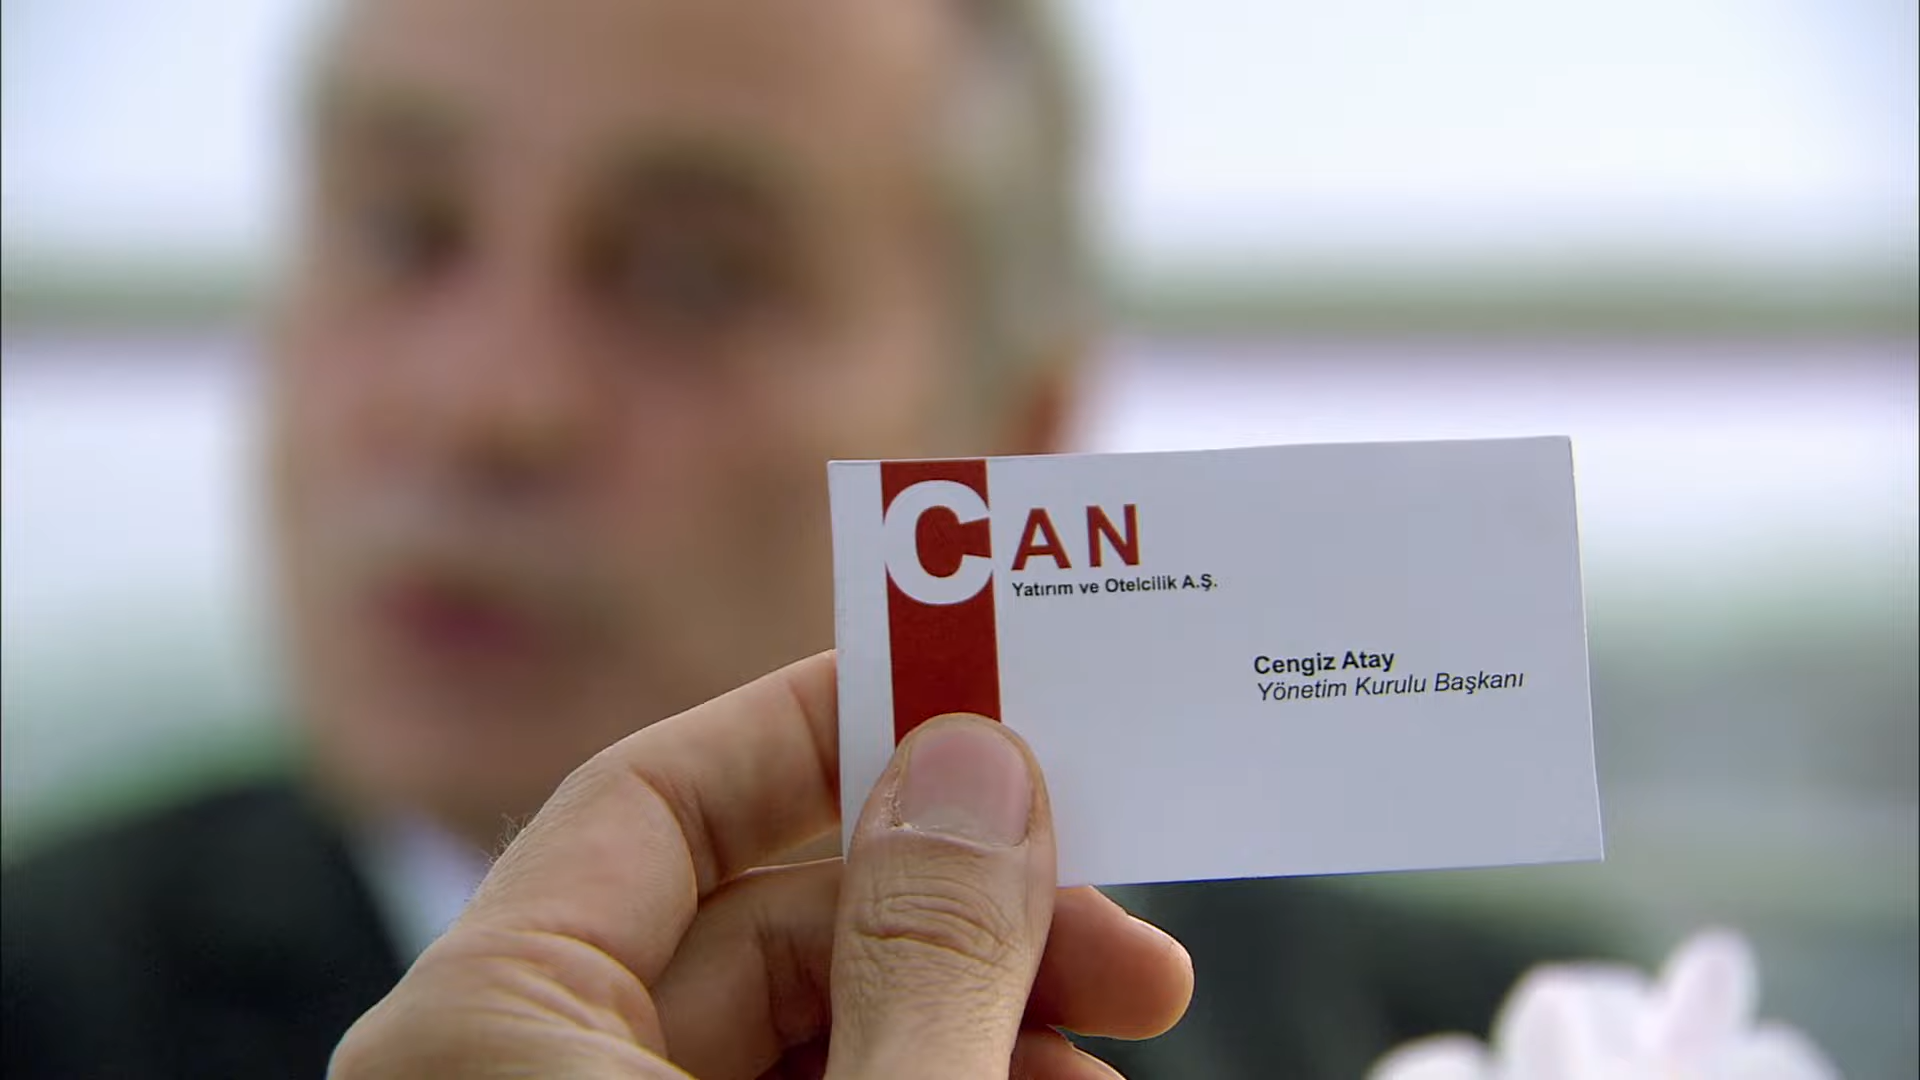 CAN
Yatırım ve Otelcilik A.Ş.
Cengiz Atay
Yönetim Kurulu Başkanı